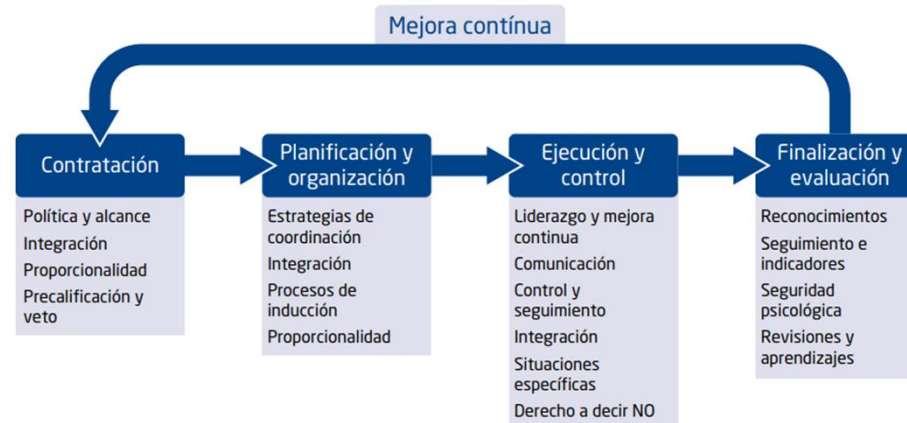 Mejora contínua
Contratación
Política y alcance
Integración
Proporcionalidad
Precalificación y
veto
Planificación y
organización
Estrategias de
coordinación
Integración
Procesos de
inducción
Proporcionalidad
Ejecución y
control
Liderazgo y mejora
continua
Comunicación
Control y
seguimiento
Integración
Situaciones
específicas
Derecho a decir NO
Finalización y
evaluación
Reconocimientos
Seguimiento e
indicadores
Seguridad
psicológica
Revisiones y
aprendizajes